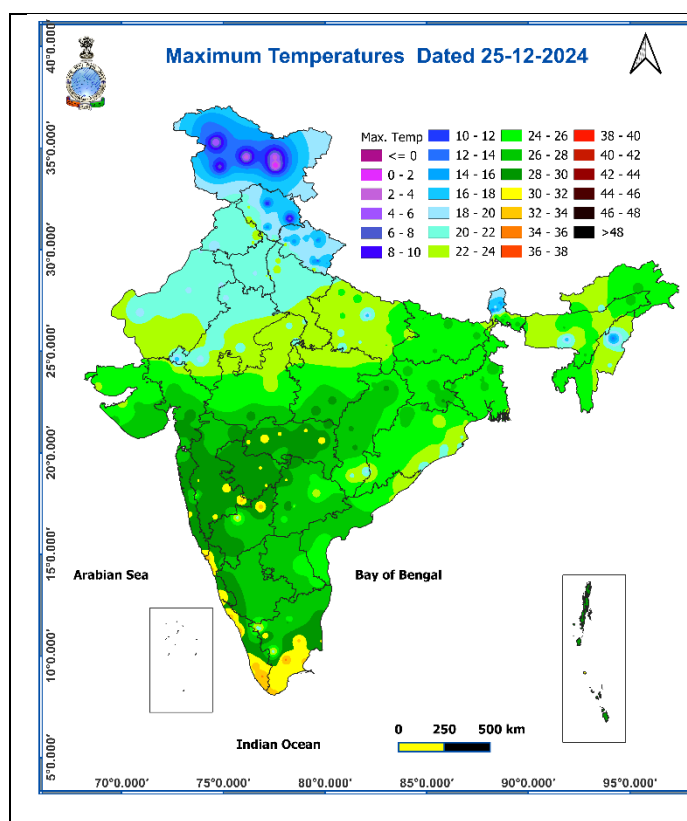 Maximum Temperatures Dated 25-12-2024
Max. Temp
<= 0
0 - 2
2 - 4
4 - 6
6 - 8
8 - 10
10 - 12
12 - 14
14 - 16
16 - 18
18 - 20
20 - 22
22 - 24
24 - 26
26 - 28
28 - 30
30 - 32
32 - 34
34 - 36
36 - 38
38 - 40
40 - 42
42 - 44
44 - 46
46 - 48
>48
40°0.000'
35°0.000'
30°0.000'
25°0.000'
20°0.000'
15°0.000'
10°0.000'
5°0.000'
Arabian Sea
Bay of Bengal
Indian Ocean
0 250 500 km
70°0.000' 75°0.000' 80°0.000' 85°0.000' 90°0.000' 95°0.000'